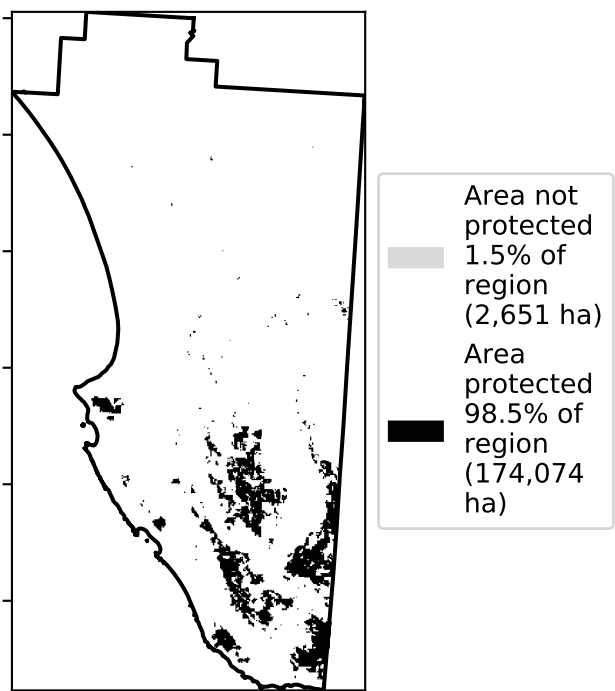 Area not
protected
1.5% of
region
(2,651 ha)
Area
protected
98.5% of
region
(174,074
ha)